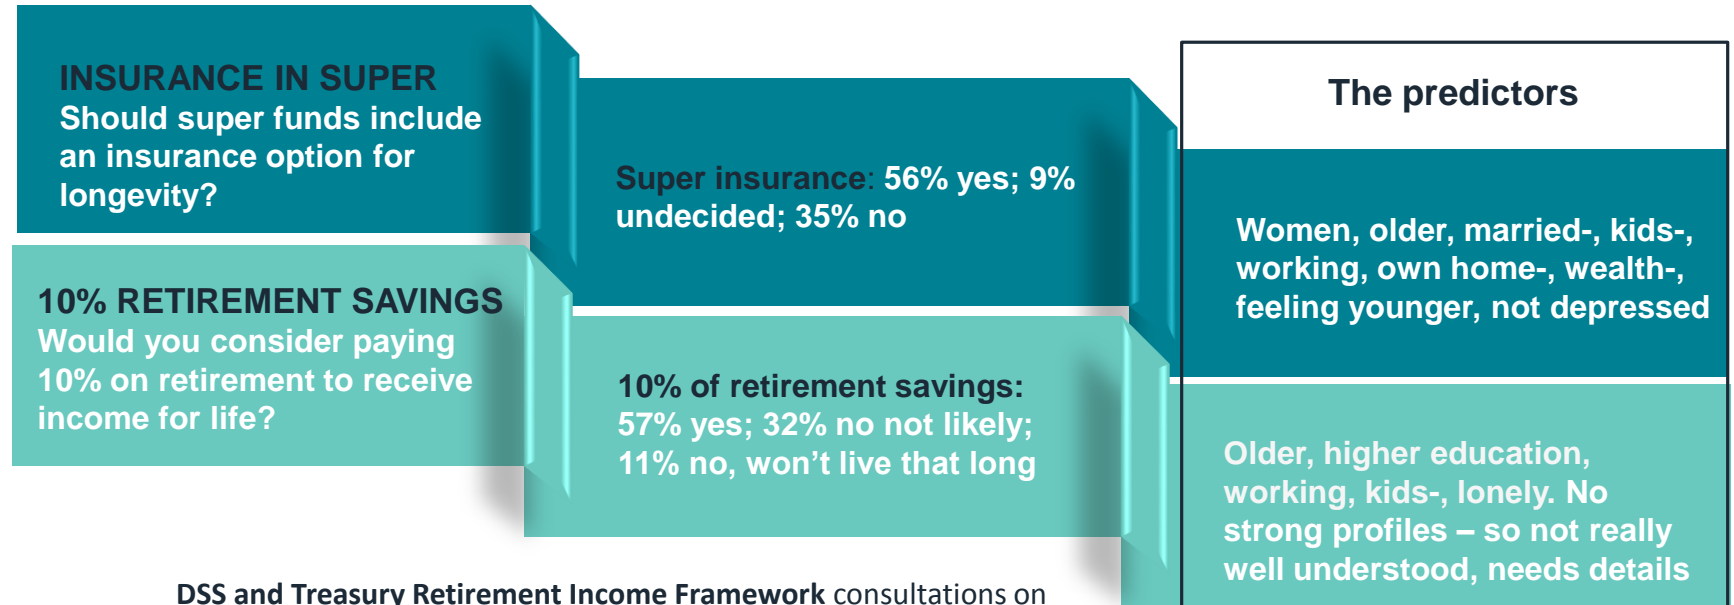 INSURANCE IN SUPER
Should super funds include
an insurance option for
longevity?
10% RETIREMENT SAVINGS
Would you consider paying
10% on retirement to receive
income for life?
Super insurance: 56% yes; 9%
undecided; 35% no
10% of retirement savings:
57% yes; 32% no not likely;
11% no, won’t live that long
The predictors
Women, older, married-, kids-,
working, own home-, wealth-,
feeling younger, not depressed
Older, higher education,
working, kids-, lonely. No
strong profiles – so not really
well understood, needs details
DSS and Treasury Retirement Income Framework consultations on